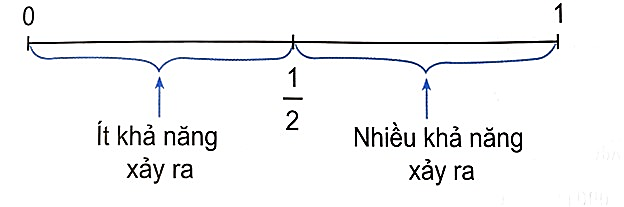 0 1
1
2
Ít khả năng
xảy ra
Nhiều khả năng
xảy ra